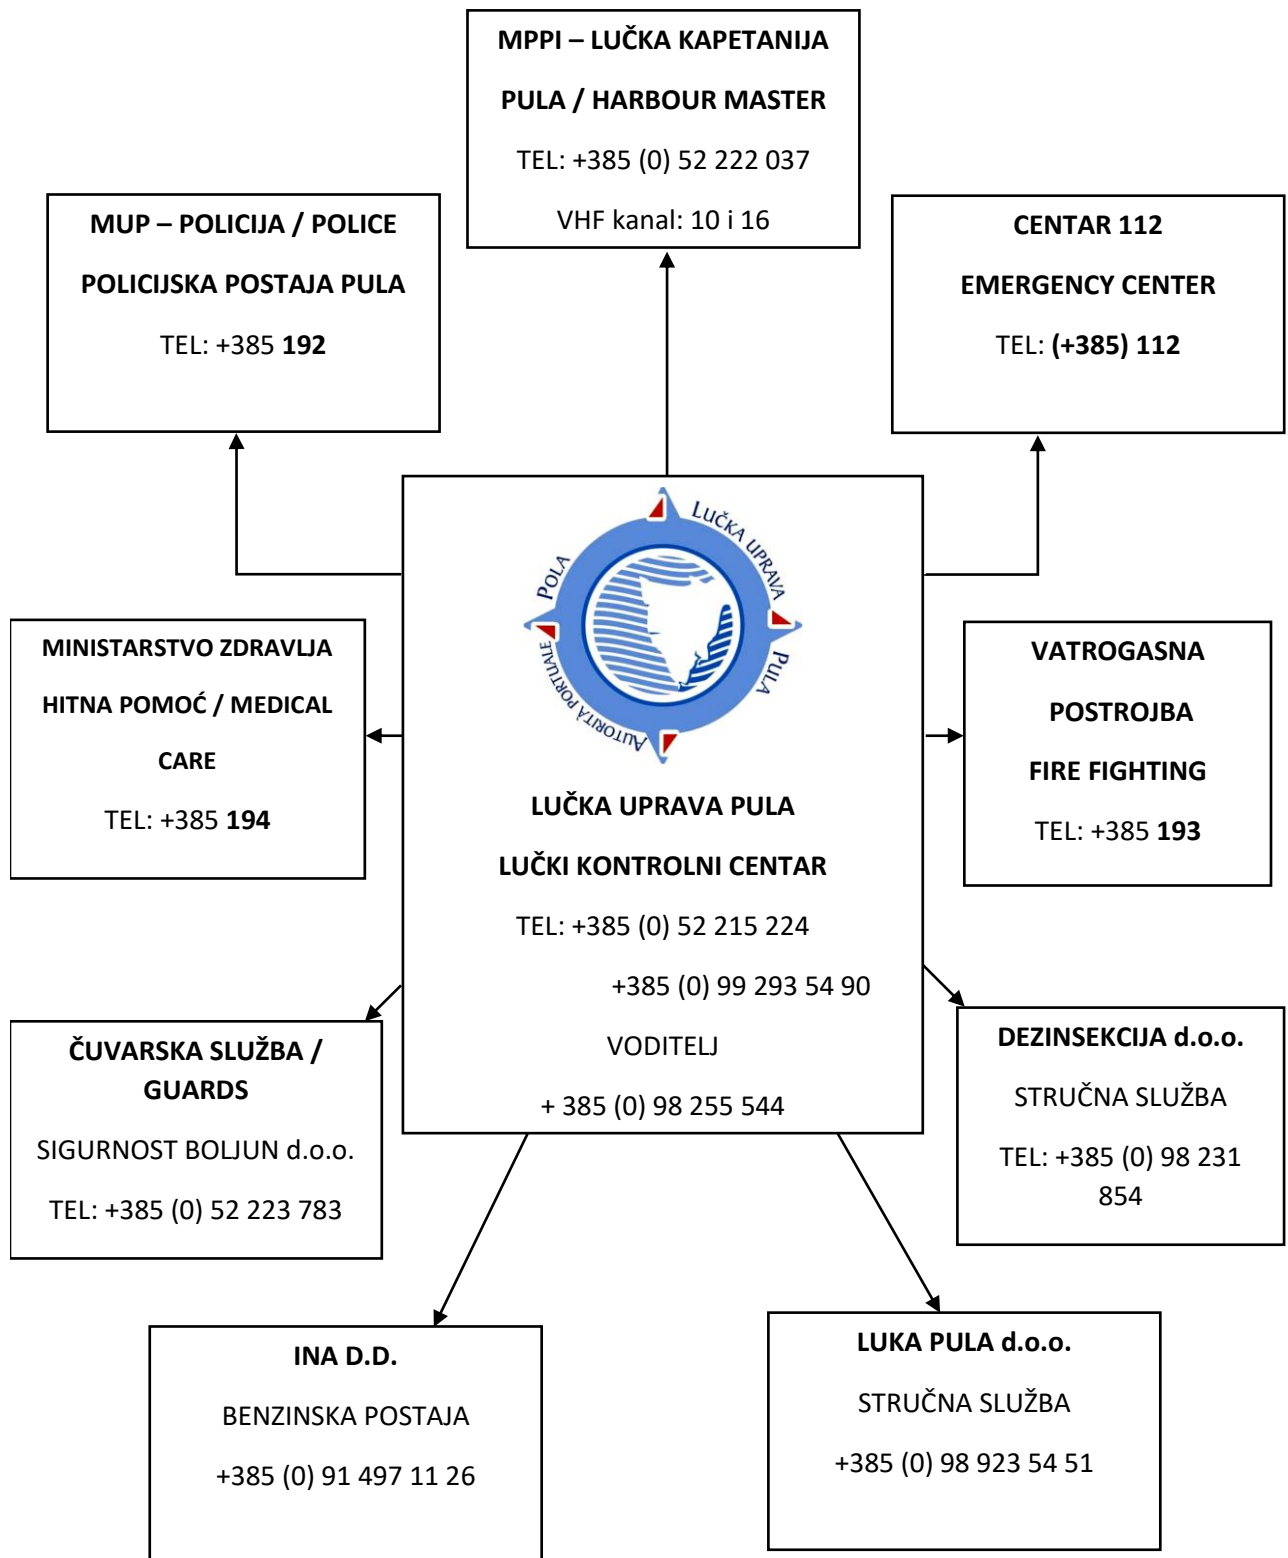 MPPI – LUČKA KAPETANIJA
PULA / HARBOUR MASTER
TEL: +385 (0) 52 222 037
VHF kanal: 10 i 16
MUP – POLICIJA / POLICE
POLICIJSKA POSTAJA PULA
TEL: +385 192
CENTAR 112
EMERGENCY CENTER
TEL: (+385) 112
LUČKA UPRAVA
PULA
AUTORITÀ PORTUALE
POLA
LUČKA UPRAVA PULA
LUČKI KONTROLNI CENTAR
TEL: +385 (0) 52 215 224
+385 (0) 99 293 54 90
VODITELJ
+ 385 (0) 98 255 544
MINISTARSTVO ZDRAVLJA
HITNA POMOĆ / MEDICAL
CARE
TEL: +385 194
VATROGASNA
POSTROJBA
FIRE FIGHTING
TEL: +385 193
ČUVARSKA SLUŽBA /
GUARDS
SIGURNOST BOLJUN d.o.o.
TEL: +385 (0) 52 223 783
DEZINSEKCIJA d.o.o.
STRUČNA SLUŽBA
TEL: +385 (0) 98 231
854
INA D.D.
BENZINSKA POSTAJA
+385 (0) 91 497 11 26
LUKA PULA d.o.o.
STRUČNA SLUŽBA
+385 (0) 98 923 54 51